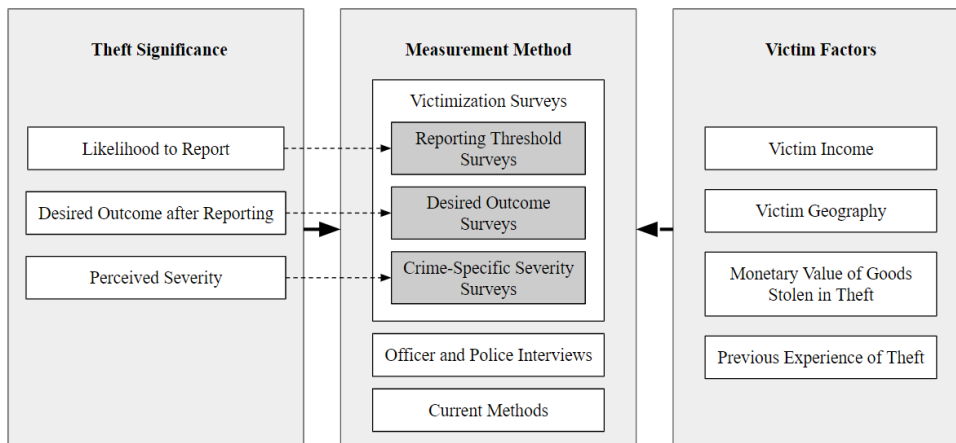 Theft Significance
Likelihood to Report
Desired Outcome after Reporting
Perceived Severity
Measurement Method
Victimization Surveys
Reporting Threshold
Surveys
Desired Outcome
Surveys
Crime-Specific Severity
Surveys
Officer and Police Interviews
Current Methods
Victim Factors
Victim Income
Victim Geography
Monetary Value of Goods
Stolen in Theft
Previous Experience of Theft